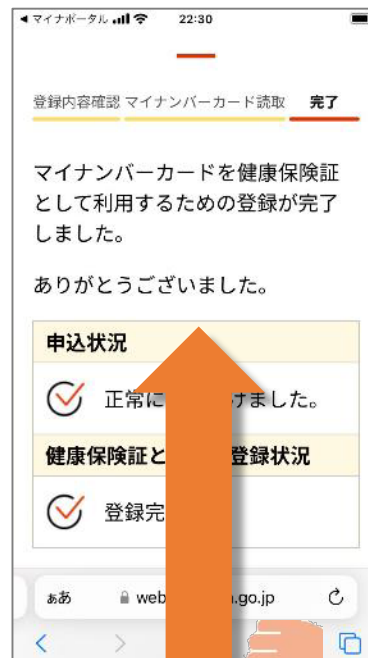 マイナポータル 22:30
登録内容確認 マイナンバーカード読取 完了
マイナンバーカードを健康保険証
として利用するための登録が完了
しました。
ありがとうございました。
申込状況
正常に けました。
健康保険証と 登録状況
登録完
ああ web .go.jp